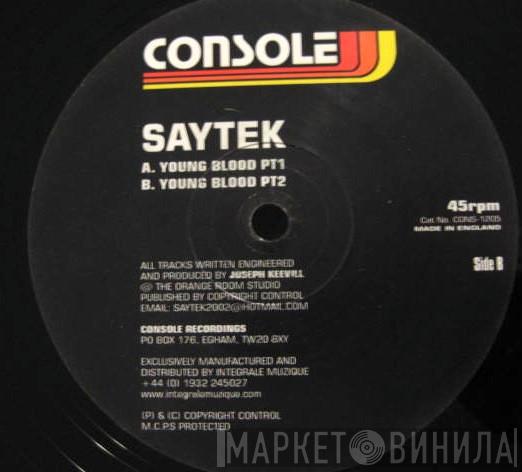 CONSOLE
SAYTEK
A. YOUNG BLOOD PT1
B. YOUNG BLOOD PT2
45rpm
Cat No. CONS-1205
MADE IN ENGLAND
Side B
ALL TRACKS WRITTEN ENGINEERED
AND PRODUCED BY JOSEPH KEEVILL
@ THE ORANGE ROOM STUDIO
PUBLISHED BY COPYRIGHT CONTROL
EMAIL: SAYTEK2002@HOTMAIL.COM
CONSOLE RECORDINGS
PO BOX 176, EGHAM, TW20 8XY
EXCLUSIVELY MANUFACTURED AND
DISTRIBUTED BY INTEGRALE MUZIQUE
+44 (0) 1932 245027
www.integralemuzique.com
(P) & (C) COPYRIGHT CONTROL
M.C.P.S PROTECTED
МАРКЕТ ВИНИЛА